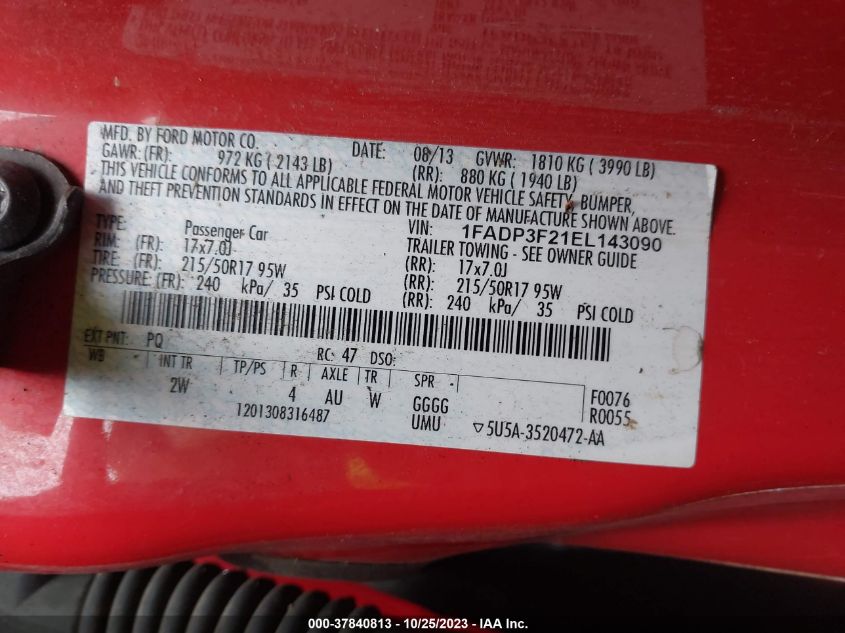 MFD. BY FORD MOTOR CO. DATE: 08/13 GVWR: 1810 KG ( 3990 LB)
GAWR: (FR): 972 KG ( 2143 LB) (RR): 880 KG ( 1940 LB)
THIS VEHICLE CONFORMS TO ALL APPLICABLE FEDERAL MOTOR VEHICLE SAFETY, BUMPER,
AND THEFT PREVENTION STANDARDS IN EFFECT ON THE DATE OF MANUFACTURE SHOWN ABOVE.
VIN: 1FADP3F21EL143090
TYPE: Passenger Car TRAILER TOWING - SEE OWNER GUIDE
RIM: (FR): 17x7.0J (RR): 17x7.0J
TIRE: (FR): 215/50R17 95W (RR): 215/50R17 95W
PRESSURE: (FR): 240 kPa/ 35 PSI COLD (RR): 240 kPa/ 35 PSI COLD
EXT PNT: PQ RC: 47 DSO:
WB INT TR TP/PS R AXLE TR SPR - F0076
2W 4 AU W GGGG R0055
1201308316487 UMU ▽5U5A-3520472-AA
000-37840813 - 10/25/2023 - IAA Inc.